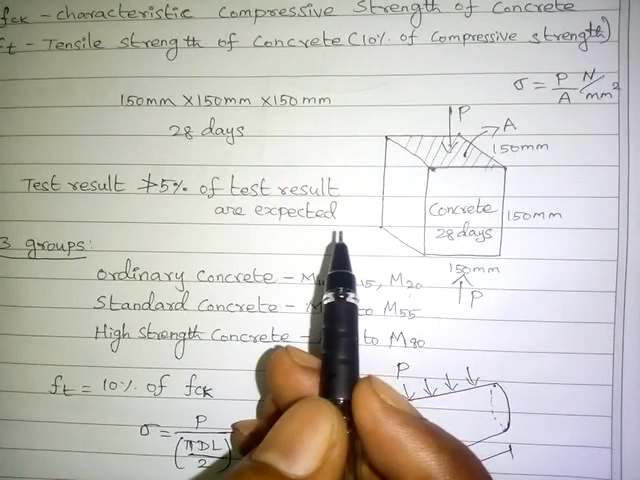 fck - characteristic compressive strength of concrete
ft - Tensile strength of concrete (10% of compressive strength)
σ = P/A N/mm²
150mm × 150mm × 150mm
28 days
P
A
150mm
Test result ≯5% of test result
are expected
Concrete
28 days
150mm
150mm
P
3 groups:
Ordinary concrete - 15, M20
Standard Concrete - to M55
High Strength Concrete - to M80
ft = 10% of fck
P
σ = P/(πDL/2)